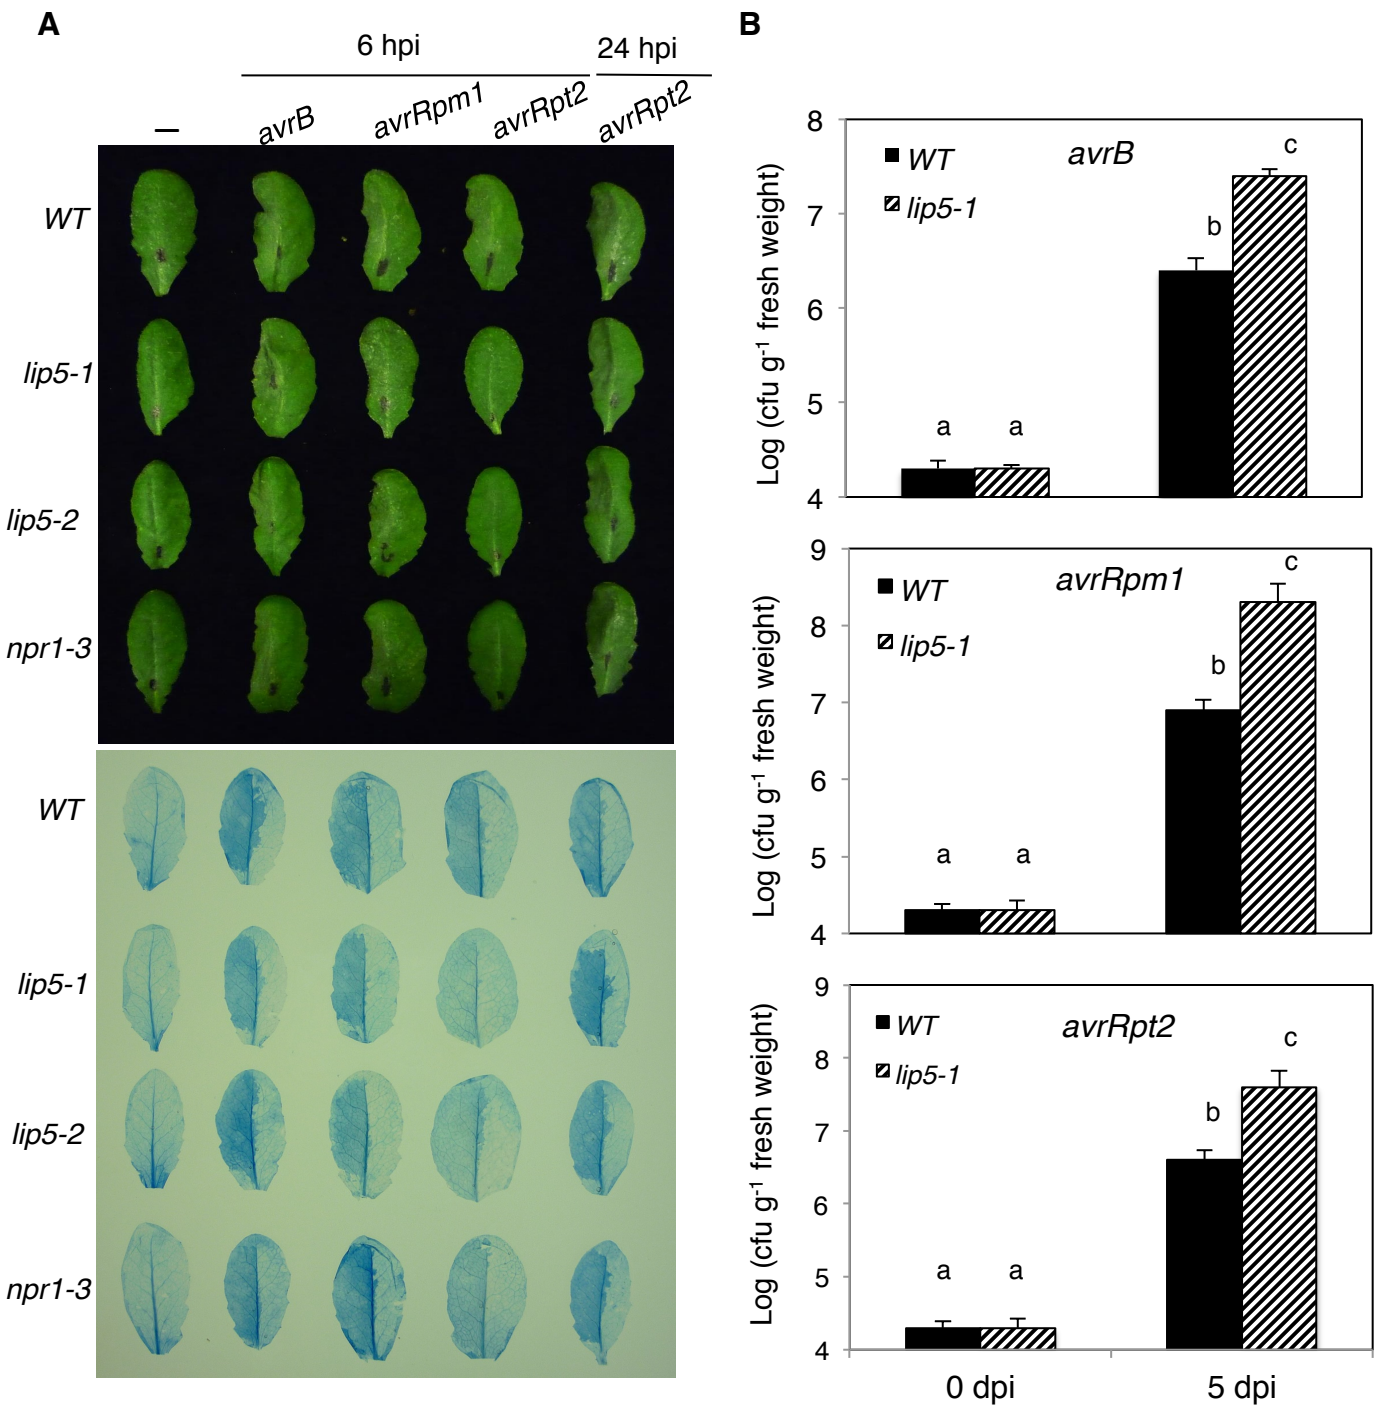 A
6 hpi
24 hpi
–
avrB
avrRpm1
avrRpt2
avrRpt2
WT
lip5-1
lip5-2
npr1-3
WT
lip5-1
lip5-2
npr1-3
B
Log (cfu g⁻¹ fresh weight)
8
7
6
5
4
WT
lip5-1
avrB
a
a
b
c
Log (cfu g⁻¹ fresh weight)
9
8
7
6
5
4
WT
lip5-1
avrRpm1
a
a
b
c
Log (cfu g⁻¹ fresh weight)
9
8
7
6
5
4
WT
lip5-1
avrRpt2
a
a
b
c
0 dpi
5 dpi